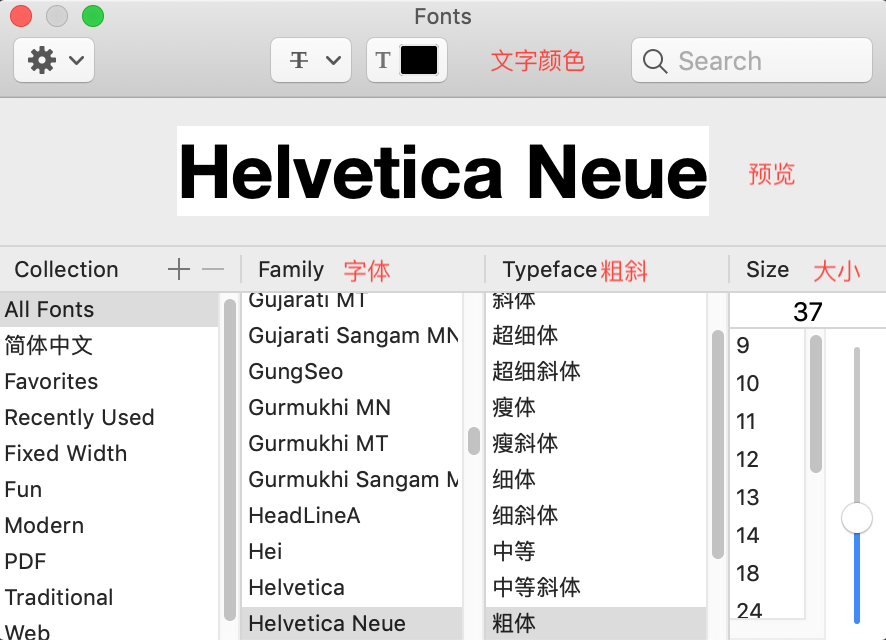 Fonts
T
T
文字颜色
Search
Helvetica Neue
预览
Collection
Family 字体
Typeface 粗斜
Size 大小
All Fonts
简体中文
Favorites
Recently Used
Fixed Width
Fun
Modern
PDF
Traditional
Web
Gujarati MT
Gujarati Sangam MN
GungSeo
Gurmukhi MN
Gurmukhi MT
Gurmukhi Sangam M
HeadLineA
Hei
Helvetica
Helvetica Neue
斜体
超细体
超细斜体
瘦体
瘦斜体
细体
细斜体
中等
中等斜体
粗体
37
9
10
11
12
13
14
18
24